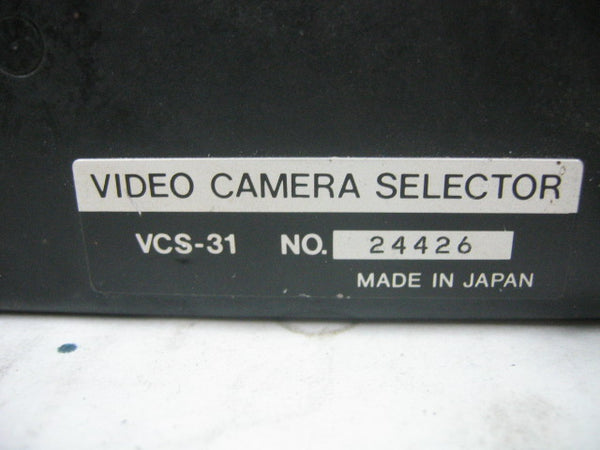 VIDEO CAMERA SELECTOR
VCS-31 NO. 24426
MADE IN JAPAN